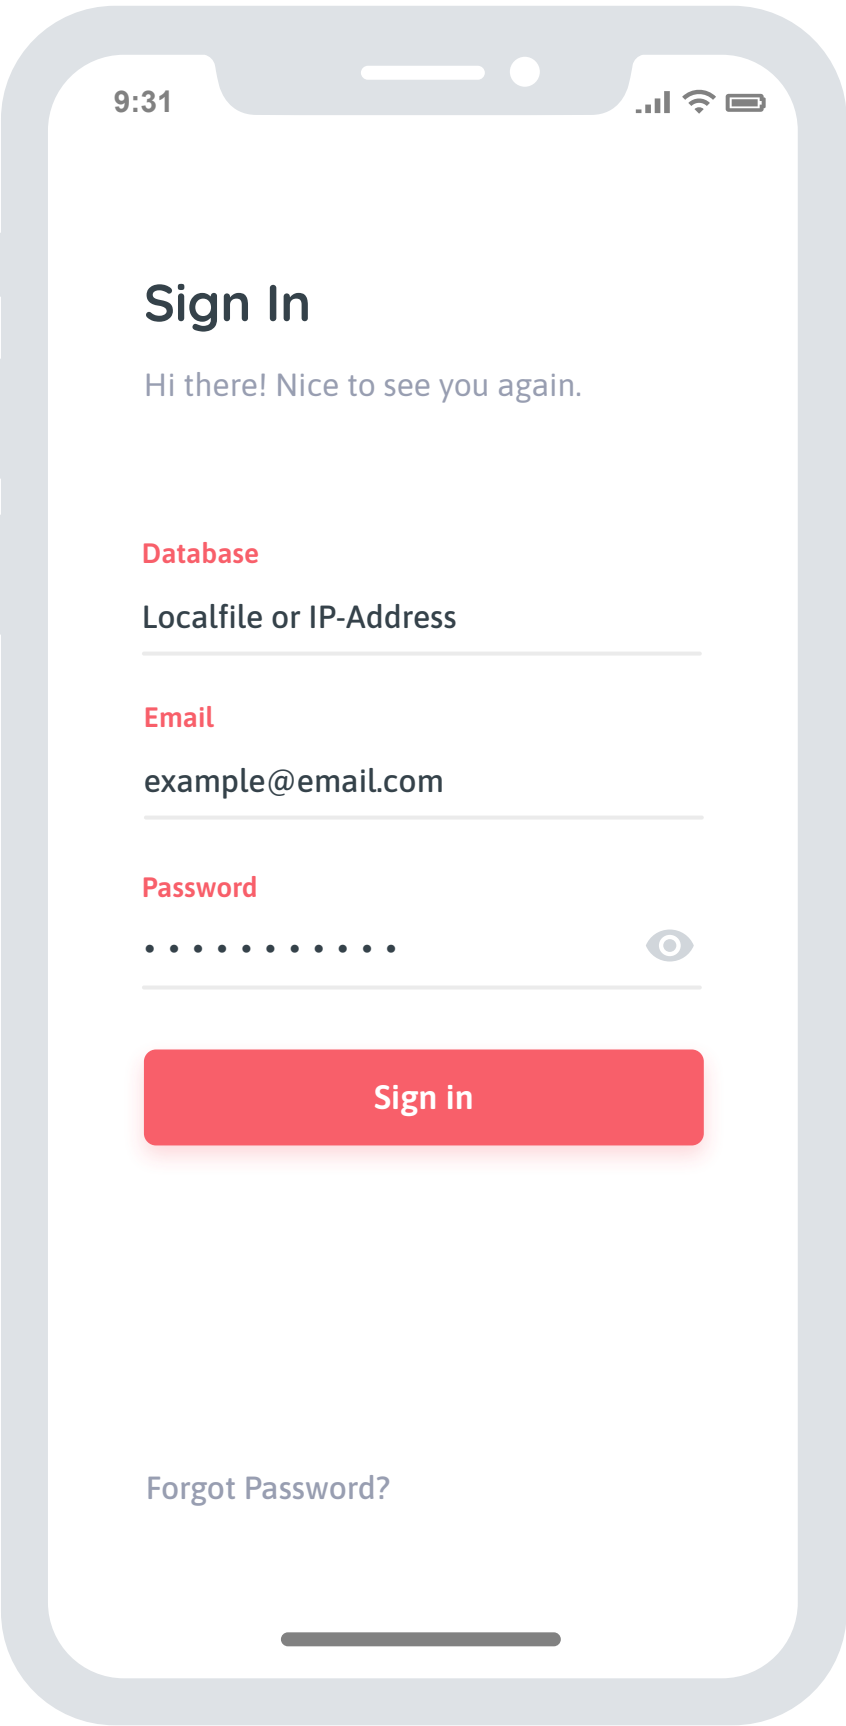 9:31
Sign In
Hi there! Nice to see you again.
Database
Localfile or IP-Address
Email
example@email.com
Password
• • • • • • • • • • •
Sign in
Forgot Password?